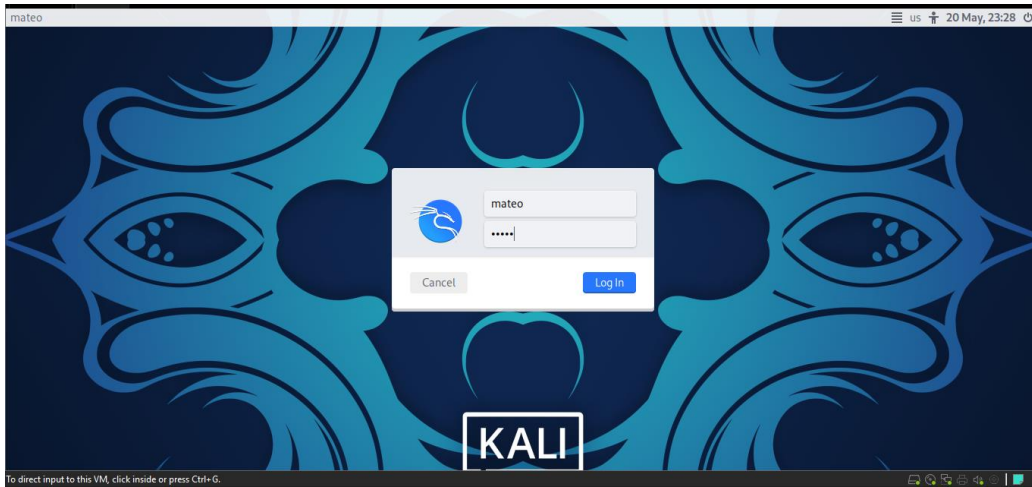 mateo
us 20 May, 23:28
mateo
•••••
Cancel
Log In
KALI
To direct input to this VM, click inside or press Ctrl+G.